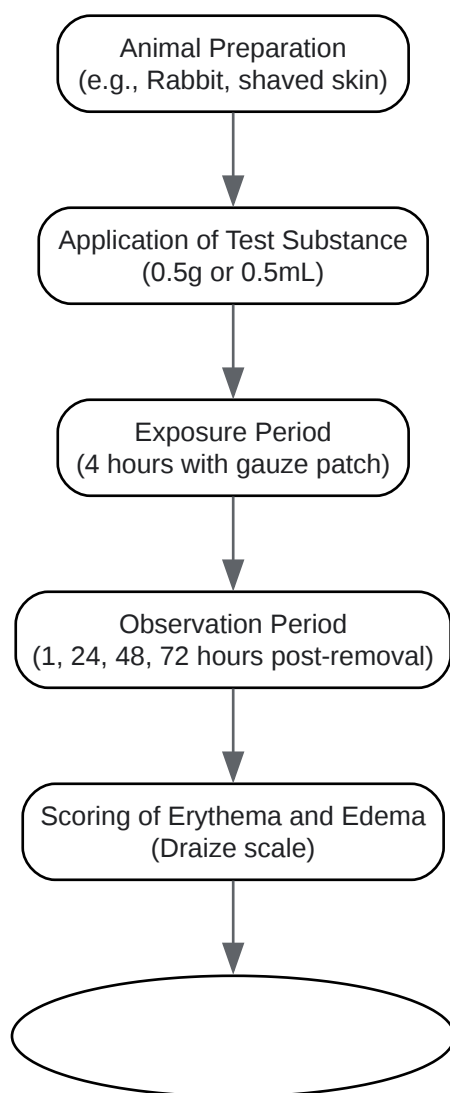 Animal Preparation
(e.g., Rabbit, shaved skin)
Application of Test Substance
(0.5g or 0.5mL)
Exposure Period
(4 hours with gauze patch)
Observation Period
(1, 24, 48, 72 hours post-removal)
Scoring of Erythema and Edema
(Draize scale)